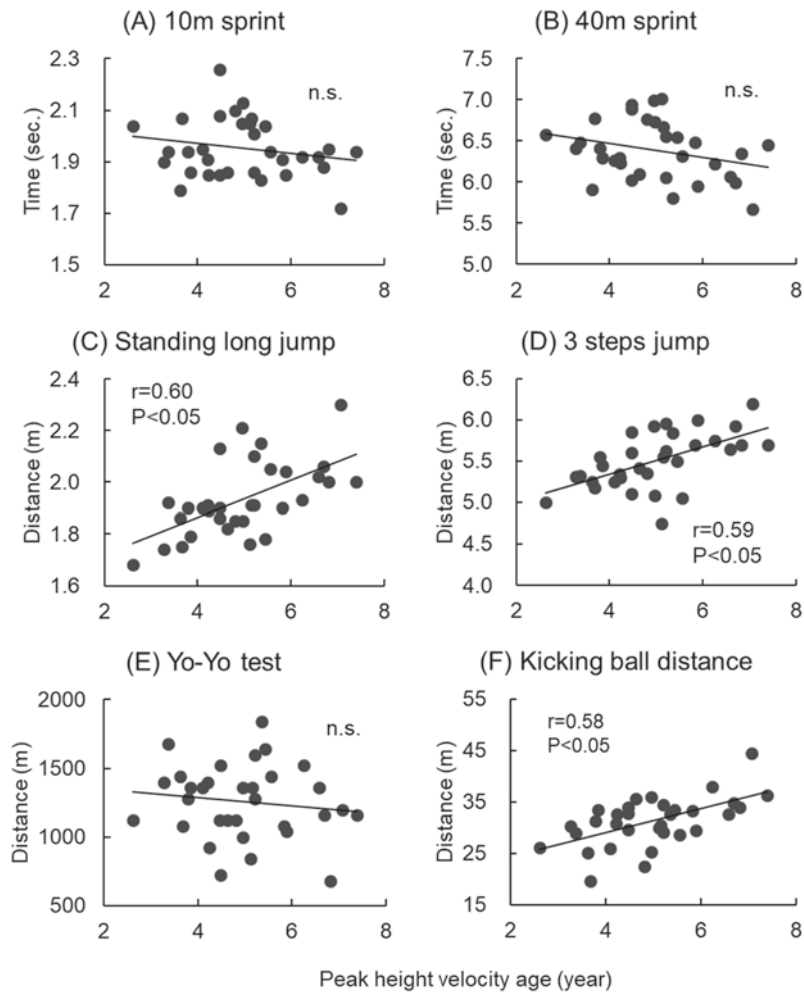 (A) 10m sprint
Time (sec.)
2.3
2.1
1.9
1.7
1.5
n.s.
2 4 6 8
(B) 40m sprint
Time (sec.)
7.5
7.0
6.5
6.0
5.5
5.0
n.s.
2 4 6 8
(C) Standing long jump
Distance (m)
2.4
2.2
2.0
1.8
1.6
r=0.60
P<0.05
2 4 6 8
(D) 3 steps jump
Distance (m)
6.5
6.0
5.5
5.0
4.5
4.0
r=0.59
P<0.05
2 4 6 8
(E) Yo-Yo test
Distance (m)
2000
1500
1000
500
n.s.
2 4 6 8
(F) Kicking ball distance
Distance (m)
55
45
35
25
15
r=0.58
P<0.05
2 4 6 8
Peak height velocity age (year)